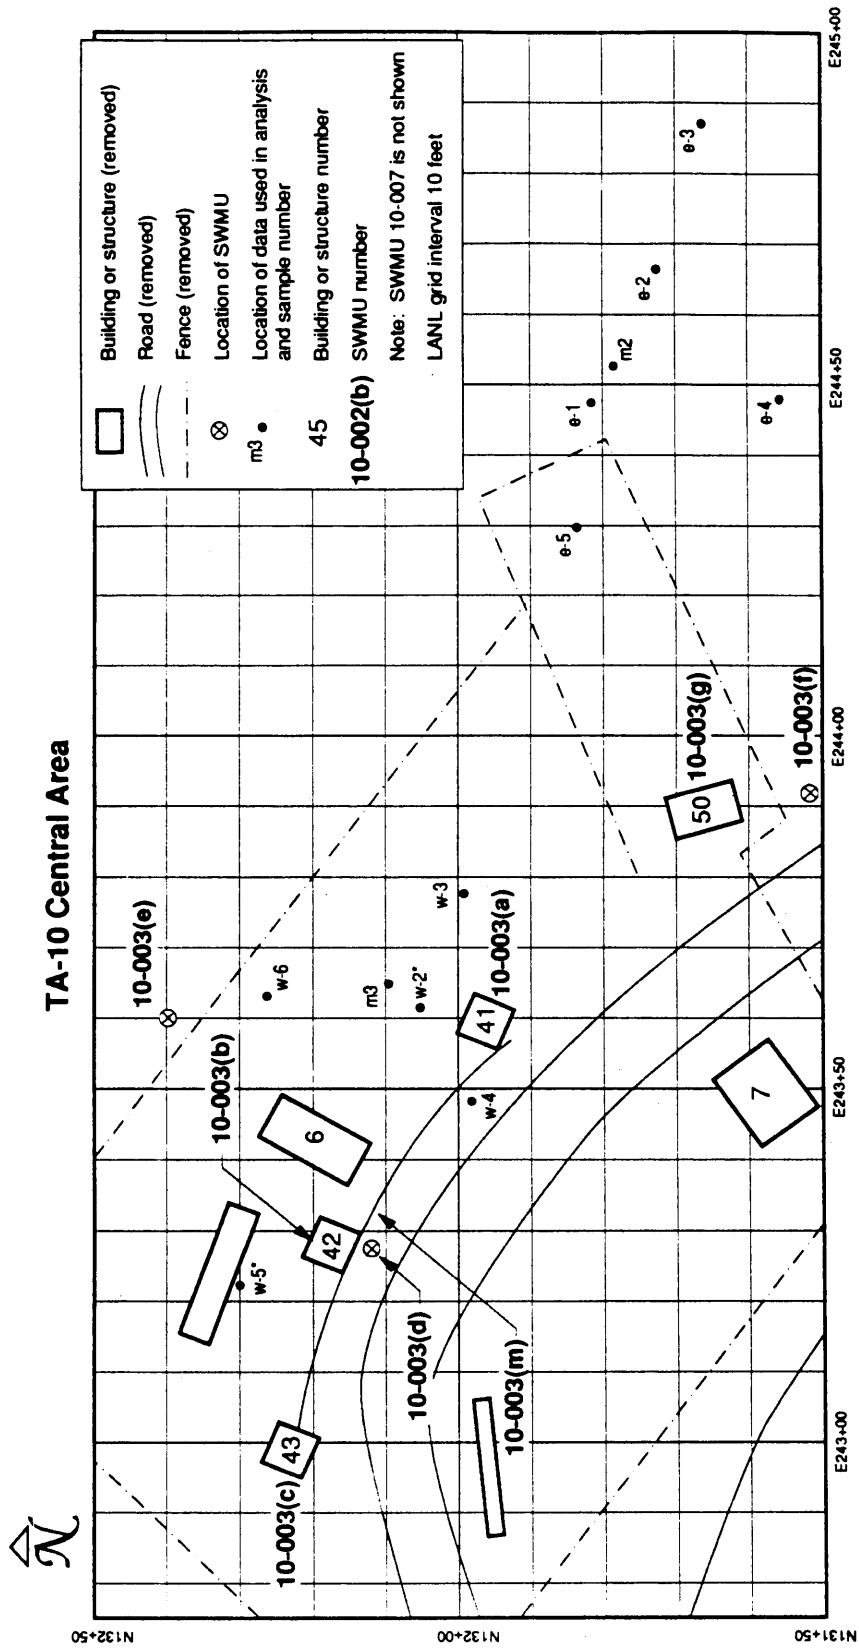 TA-10 Central Area
N
Building or structure (removed)
Road (removed)
Fence (removed)
Location of SWMU
m3
Location of data used in analysis
and sample number
45
Building or structure number
10-002(b)
SWMU number
Note: SWMU 10-007 is not shown
LANL grid interval 10 feet
10-003(e)
10-003(b)
w-6
6
m3
w-2*
w-3
w-5*
42
41
10-003(a)
w-4
43
10-003(c)
10-003(d)
10-003(m)
7
50
10-003(g)
10-003(f)
e-5
e-1
m2
e-2
e-3
e-4
N132+50
N132+00
N131+50
E243+00
E243+50
E244+00
E244+50
E245+00